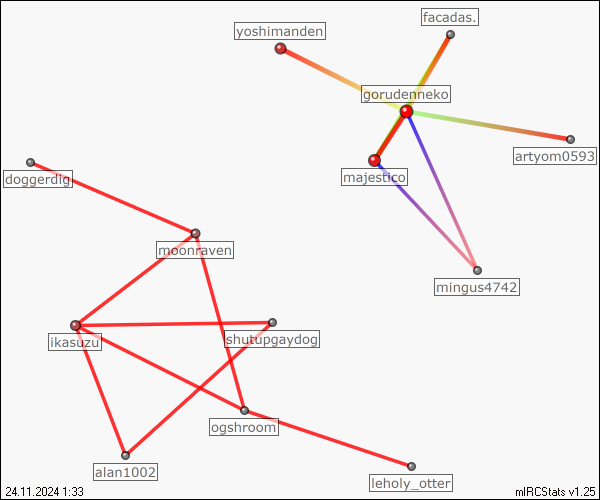 facadas.
yoshimanden
gorudenneko
artyom0593
majestico
doggerdig
moonraven
mingus4742
shutupgaydog
ikasuzu
ogshroom
alan1002
leholy_otter
24.11.2024 1:33
mIRCStats v1.25